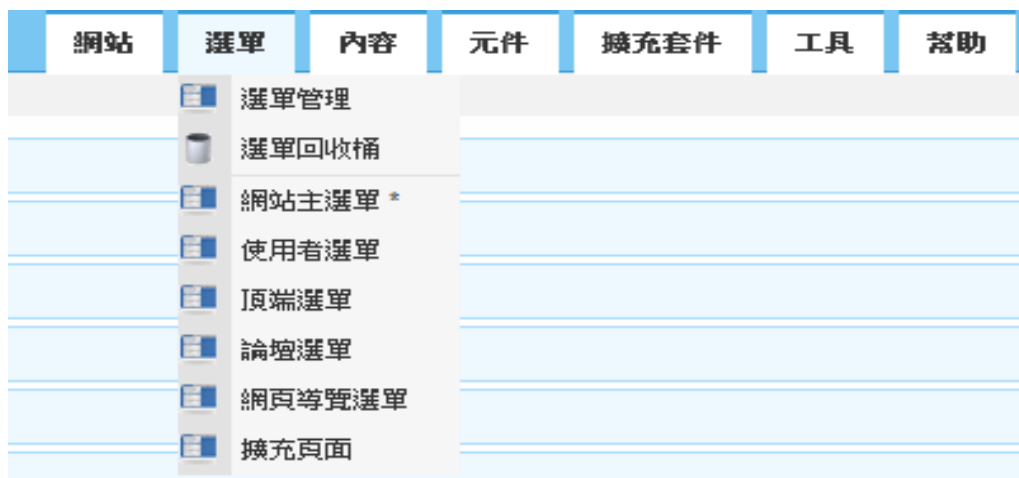 網站 選單 內容 元件 擴充套件 工具 幫助
選單管理
選單回收桶
網站主選單 *
使用者選單
頂端選單
論壇選單
網頁導覽選單
擴充頁面